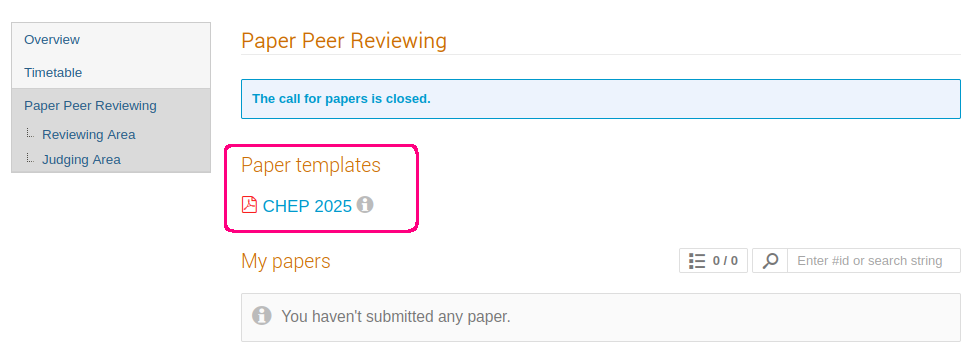 Overview
Timetable
Paper Peer Reviewing
Reviewing Area
Judging Area
Paper Peer Reviewing
The call for papers is closed.
Paper templates
CHEP 2025
My papers
0 / 0
Enter #id or search string
You haven't submitted any paper.